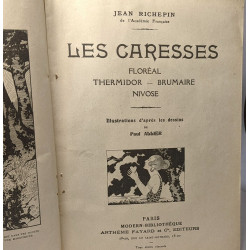 JEAN RICHEPIN
de l'Académie Française
LES CARESSES
FLORÉAL
THERMIDOR — BRUMAIRE
NIVOSE
Illustrations d'après les dessins
de
Paul
PARIS
MODERN-BIBLIOTHÈQUE
ARTHÈME FAYARD et Cie, ÉDITEURS